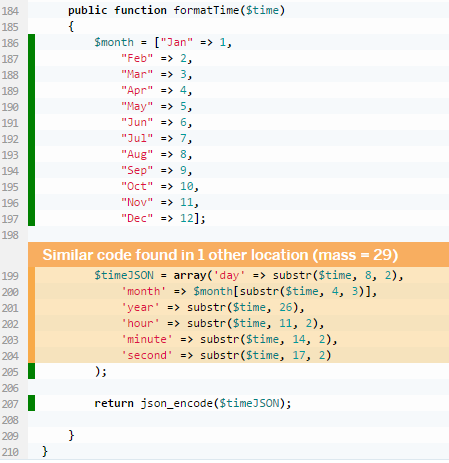 184 public function formatTime($time)
185 {
186 $month = ["Jan" => 1,
187 "Feb" => 2,
188 "Mar" => 3,
189 "Apr" => 4,
190 "May" => 5,
191 "Jun" => 6,
192 "Jul" => 7,
193 "Aug" => 8,
194 "Sep" => 9,
195 "Oct" => 10,
196 "Nov" => 11,
197 "Dec" => 12];
198
Similar code found in 1 other location (mass = 29)
199 $timeJSON = array('day' => substr($time, 8, 2),
200 'month' => $month[substr($time, 4, 3)],
201 'year' => substr($time, 26),
202 'hour' => substr($time, 11, 2),
203 'minute' => substr($time, 14, 2),
204 'second' => substr($time, 17, 2)
205 );
206
207 return json_encode($timeJSON);
208
209 }
210 }